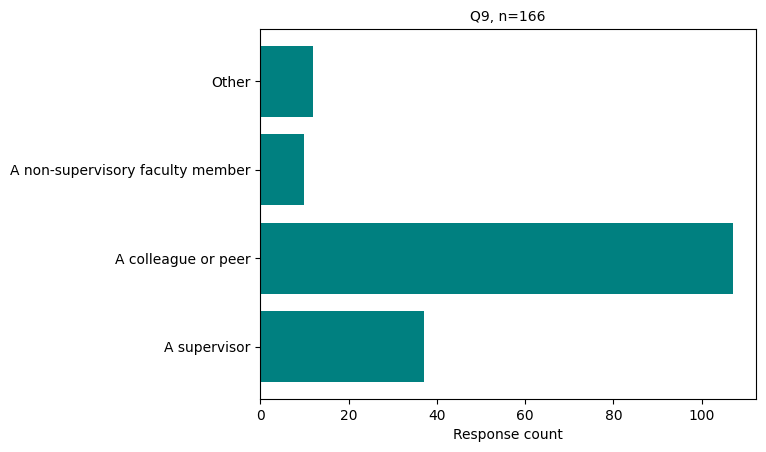 Q9, n=166
Other
A non-supervisory faculty member
A colleague or peer
A supervisor
0 20 40 60 80 100
Response count